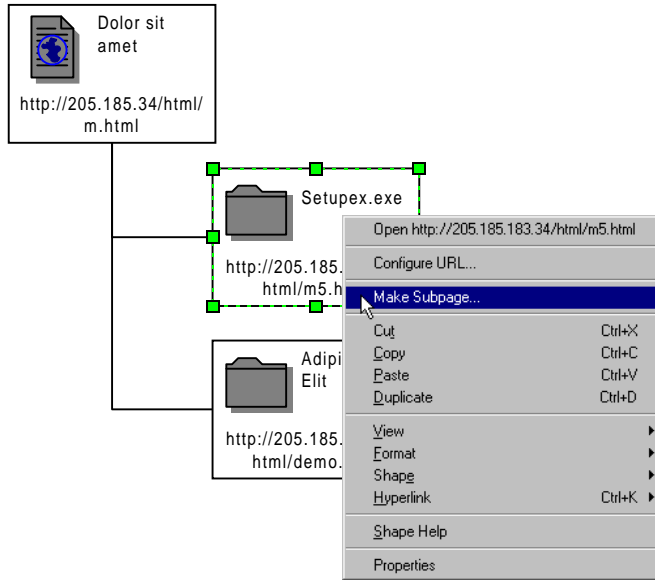 Dolor sit
amet
http://205.185.34/html/
m.html
Setupex.exe
http://205.185.
html/m5.h
Open http://205.185.183.34/html/m5.html
Configure URL...
Make Subpage...
Cut Ctrl+X
Copy Ctrl+C
Paste Ctrl+V
Duplicate Ctrl+D
View
Format
Shape
Hyperlink Ctrl+K
Shape Help
Properties
Adipi
Elit
http://205.185.
html/demo.